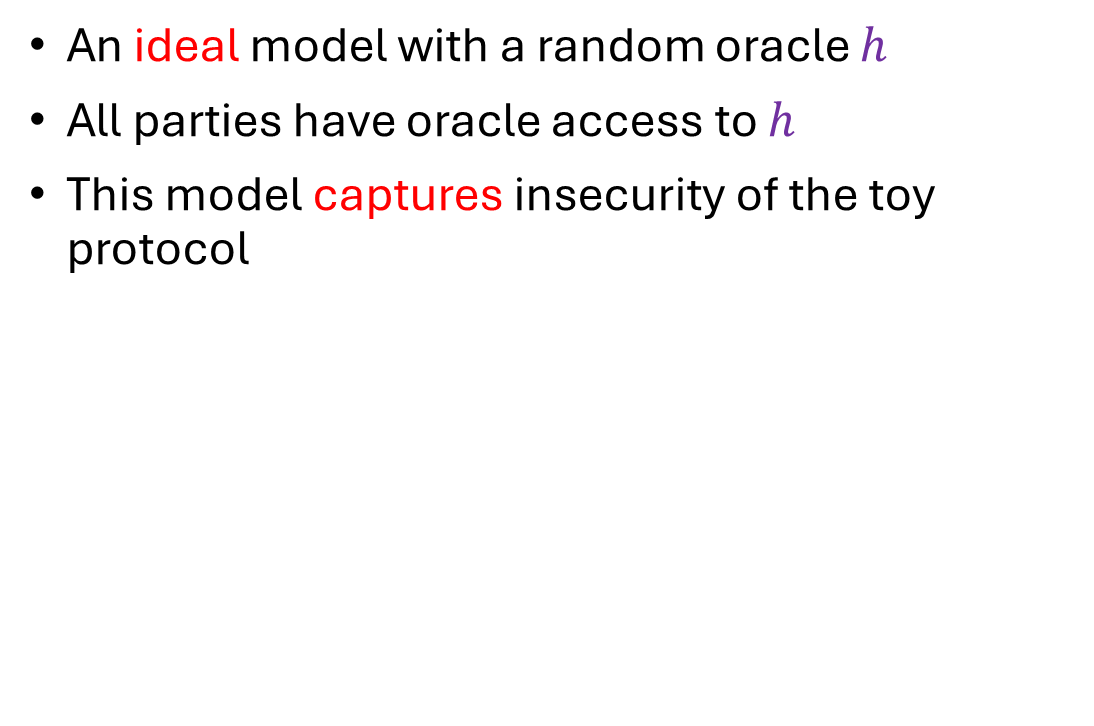 • An ideal model with a random oracle ℎ
• All parties have oracle access to ℎ
• This model captures insecurity of the toy
protocol